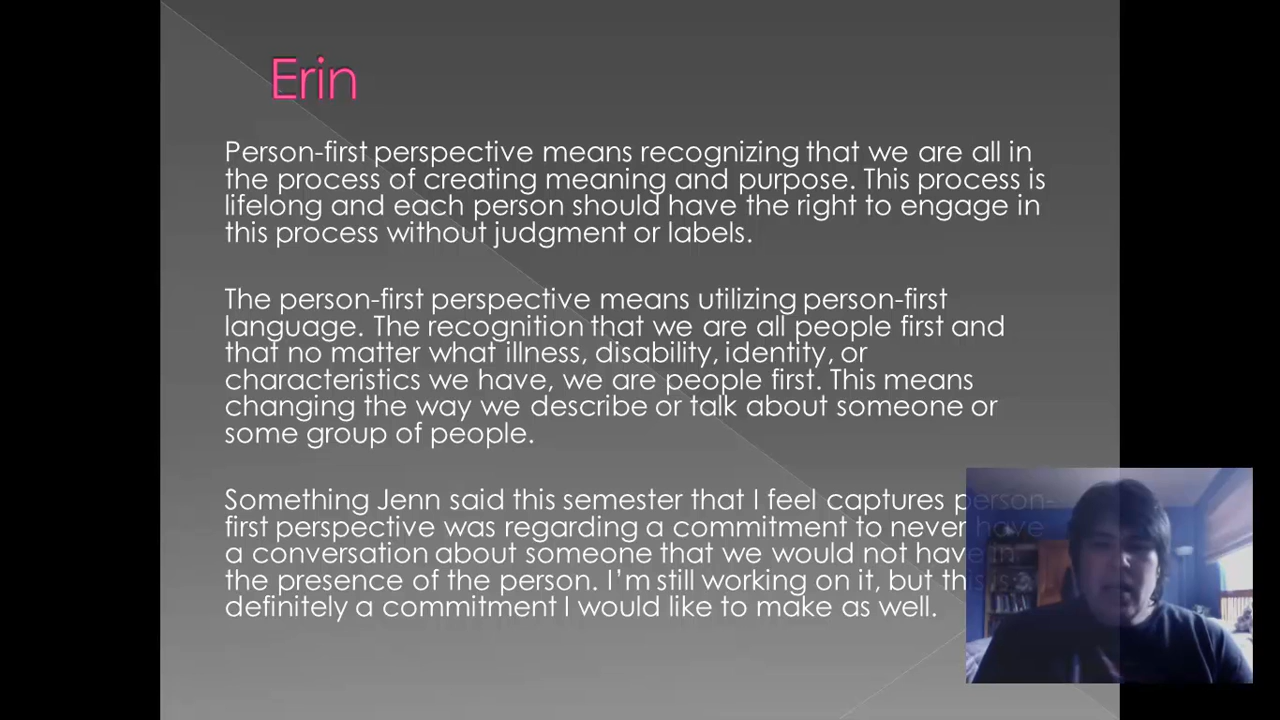 Erin
Person-first perspective means recognizing that we are all in
the process of creating meaning and purpose. This process is
lifelong and each person should have the right to engage in
this process without judgment or labels.
The person-first perspective means utilizing person-first
language. The recognition that we are all people first and
that no matter what illness, disability, identity, or
characteristics we have, we are people first. This means
changing the way we describe or talk about someone or
some group of people.
Something Jenn said this semester that I feel captures person-
first perspective was regarding a commitment to never have
a conversation about someone that we would not have in
the presence of the person. I'm still working on it, but this is
definitely a commitment I would like to make as well.